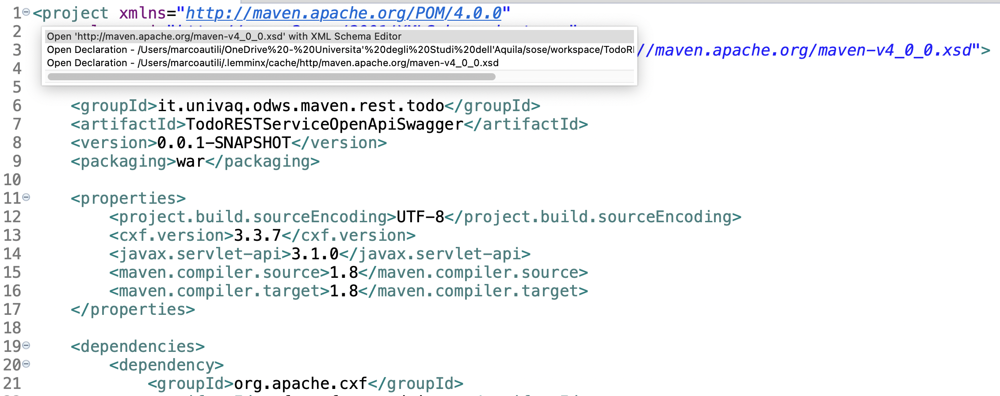 1 <project xmlns="http://maven.apache.org/POM/4.0.0"
2
Open 'http://maven.apache.org/maven-v4_0_0.xsd' with XML Schema Editor
Open Declaration - /Users/marcoautili/OneDrive%20-%20Universita'%20degli%20Studi%20dell'Aquila/sose/workspace/TodoR
3 //maven.apache.org/maven-v4_0_0.xsd">
Open Declaration - /Users/marcoautili/.lemminx/cache/http/maven.apache.org/maven-v4_0_0.xsd
4
5
6 <groupId>it.univaq.odws.maven.rest.todo</groupId>
7 <artifactId>TodoRESTServiceOpenApiSwagger</artifactId>
8 <version>0.0.1-SNAPSHOT</version>
9 <packaging>war</packaging>
10
11 <properties>
12 <project.build.sourceEncoding>UTF-8</project.build.sourceEncoding>
13 <cxf.version>3.3.7</cxf.version>
14 <javax.servlet-api>3.1.0</javax.servlet-api>
15 <maven.compiler.source>1.8</maven.compiler.source>
16 <maven.compiler.target>1.8</maven.compiler.target>
17 </properties>
18
19 <dependencies>
20 <dependency>
21 <groupId>org.apache.cxf</groupId>